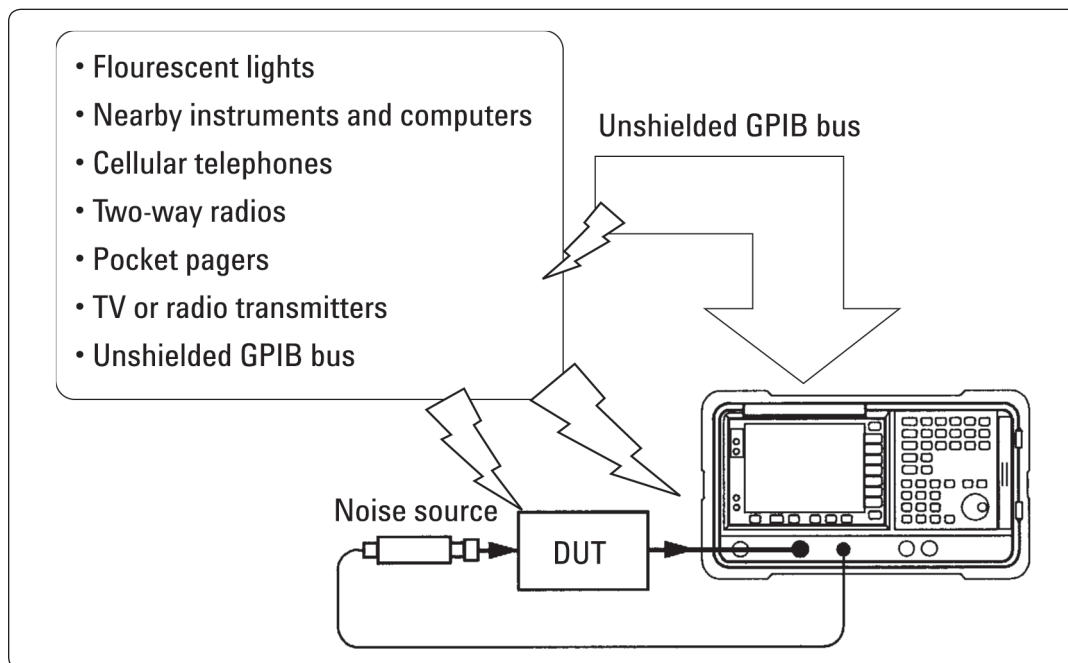 • Flourescent lights
• Nearby instruments and computers
• Cellular telephones
• Two-way radios
• Pocket pagers
• TV or radio transmitters
• Unshielded GPIB bus
Unshielded GPIB bus
Noise source
DUT